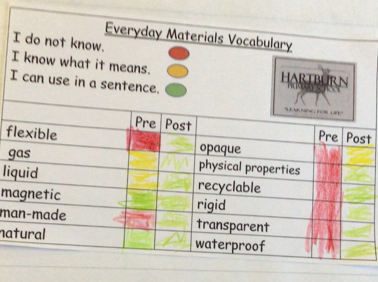 Everyday Materials Vocabulary
I do not know.
I know what it means.
I can use in a sentence.
HARTBURN
PRIMARY SCHOOL
"LEARNING FOR LIFE"
Pre Post Pre Post
flexible opaque
gas physical properties
liquid recyclable
magnetic rigid
man-made transparent
natural waterproof